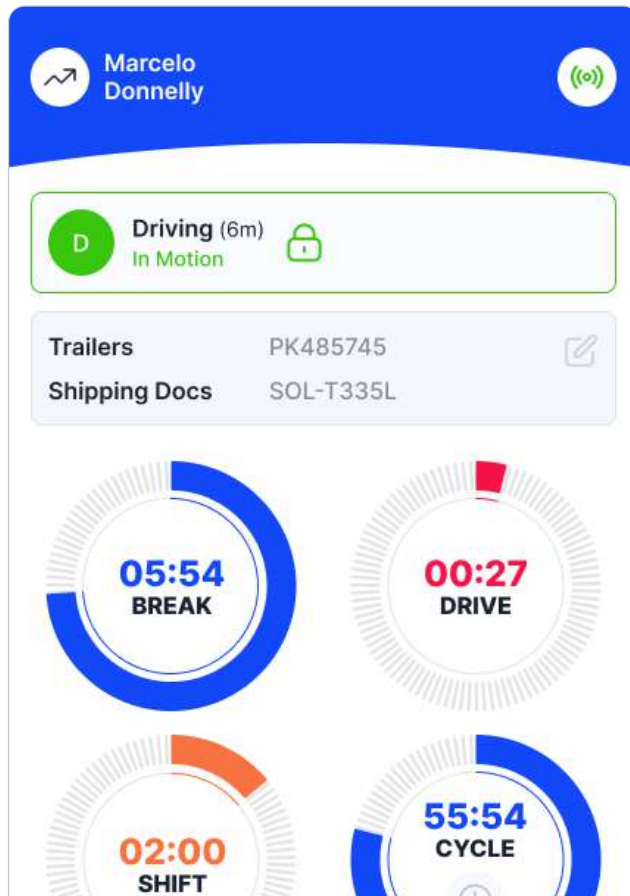 Marcelo
Donnelly
D
Driving (6m)
In Motion
Trailers PK485745
Shipping Docs SOL-T335L
05:54
BREAK
00:27
DRIVE
02:00
SHIFT
55:54
CYCLE